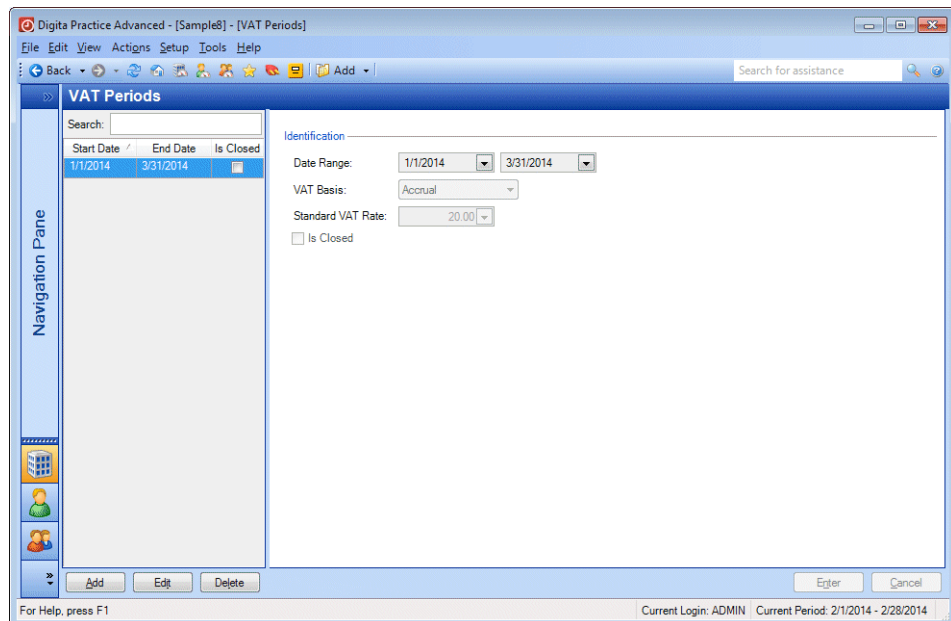 Digita Practice Advanced - [Sample8] - [VAT Periods]
File Edit View Actions Setup Tools Help
Back Add Search for assistance
VAT Periods
Search:
Start Date End Date Is Closed
1/1/2014 3/31/2014
Identification
Date Range: 1/1/2014 3/31/2014
VAT Basis: Accrual
Standard VAT Rate: 20.00
Is Closed
Navigation Pane
Add Edit Delete Enter Cancel
For Help, press F1 Current Login: ADMIN Current Period: 2/1/2014 - 2/28/2014